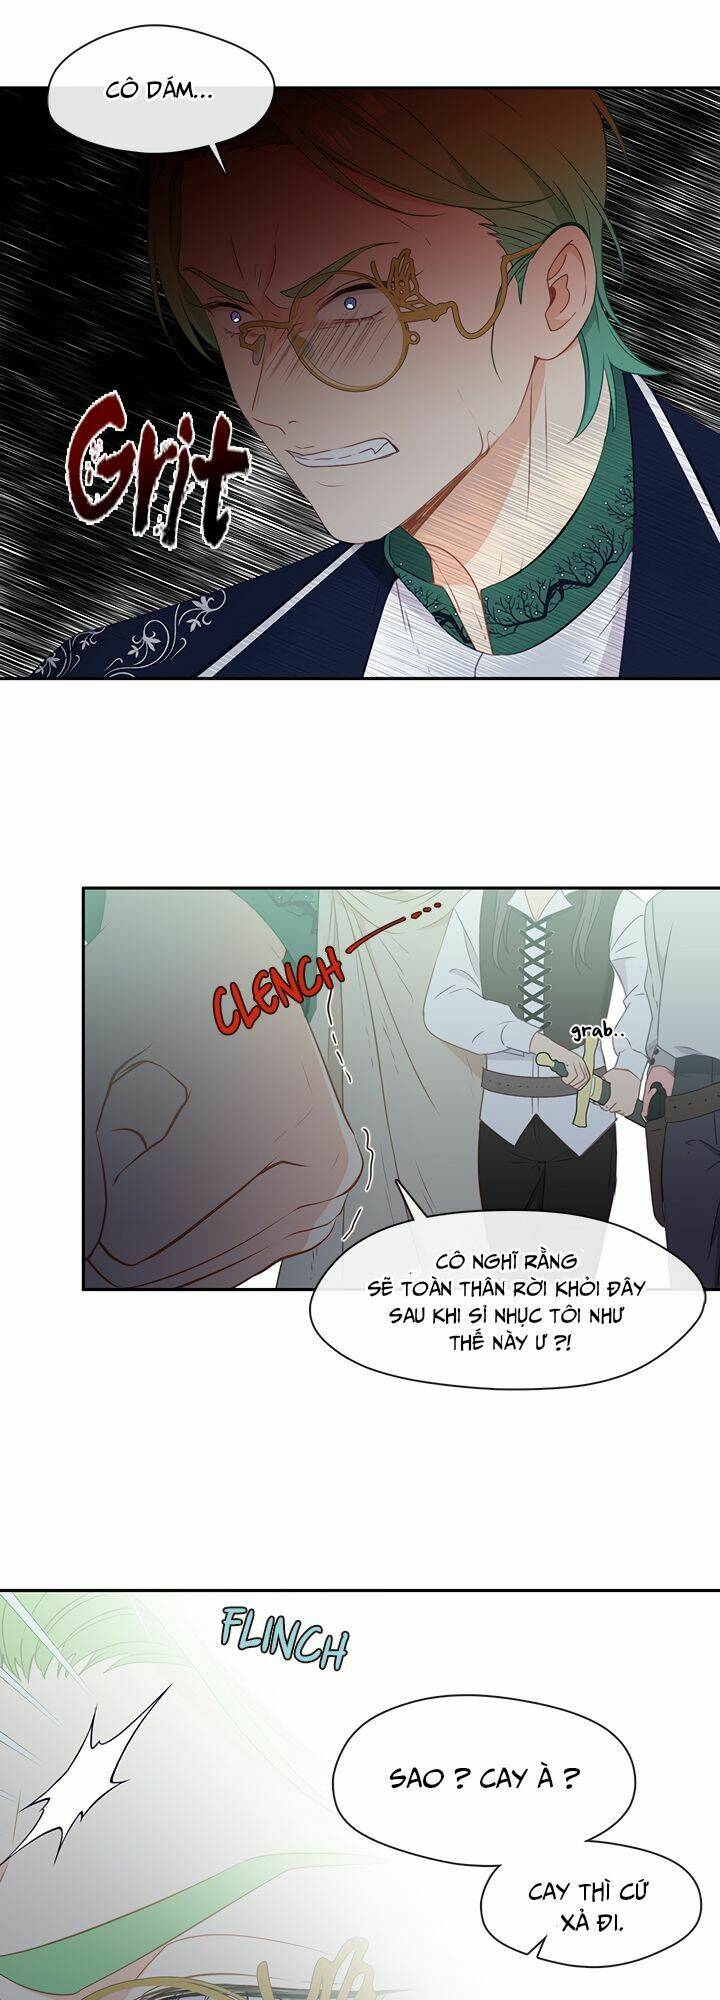 CÔ DÁM...
Grit
CLENCH
grab..
CÔ NGHĨ RẰNG
SẼ TOÀN THÂN RỜI KHỎI ĐÂY
SAU KHI SỈ NHỤC TÔI NHƯ
THẾ NÀY Ư ?!
FLINCH
SAO ? CAY À ?
CAY THÌ CỨ
XẢ ĐI.